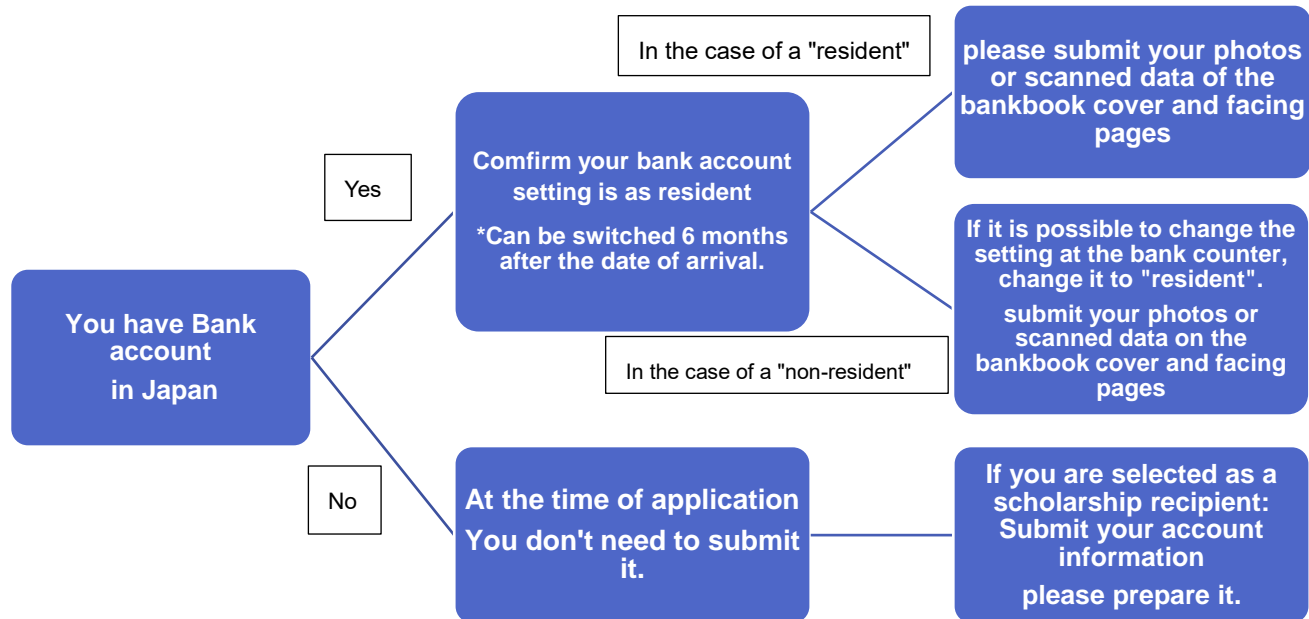 You have Bank
account
in Japan
Yes
Comfirm your bank account
setting is as resident
*Can be switched 6 months
after the date of arrival.
In the case of a "resident"
please submit your photos
or scanned data of the
bankbook cover and facing
pages
In the case of a "non-resident"
If it is possible to change the
setting at the bank counter,
change it to "resident".
submit your photos or
scanned data on the
bankbook cover and facing
pages
No
At the time of application
You don't need to submit
it.
If you are selected as a
scholarship recipient:
Submit your account
information
please prepare it.